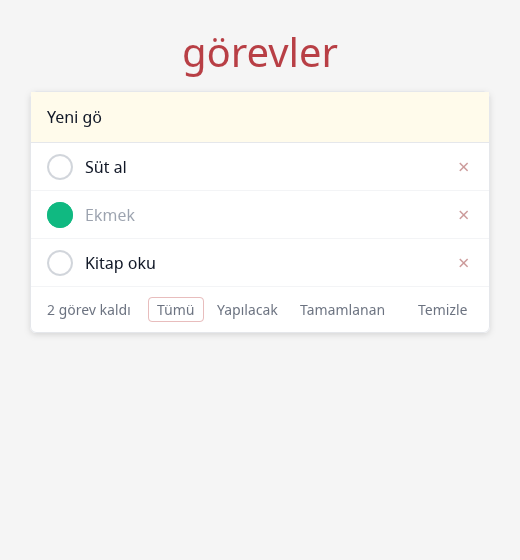 görevler
Yeni gö
Süt al ×
Ekmek ×
Kitap oku ×
2 görev kaldı Tümü Yapılacak Tamamlanan Temizle